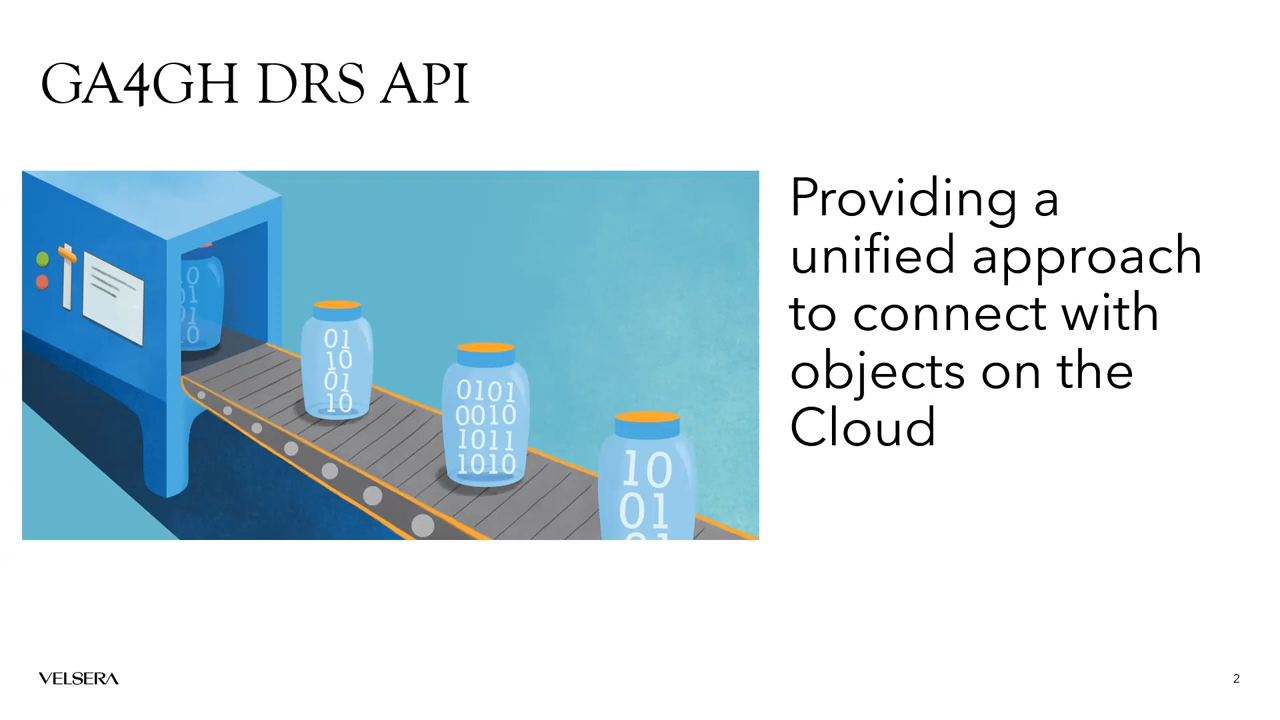 GA4GH DRS API
Providing a
unified approach
to connect with
objects on the
Cloud
01
10
01
10
0101
0010
1011
1010
10
01
VELSERA
2